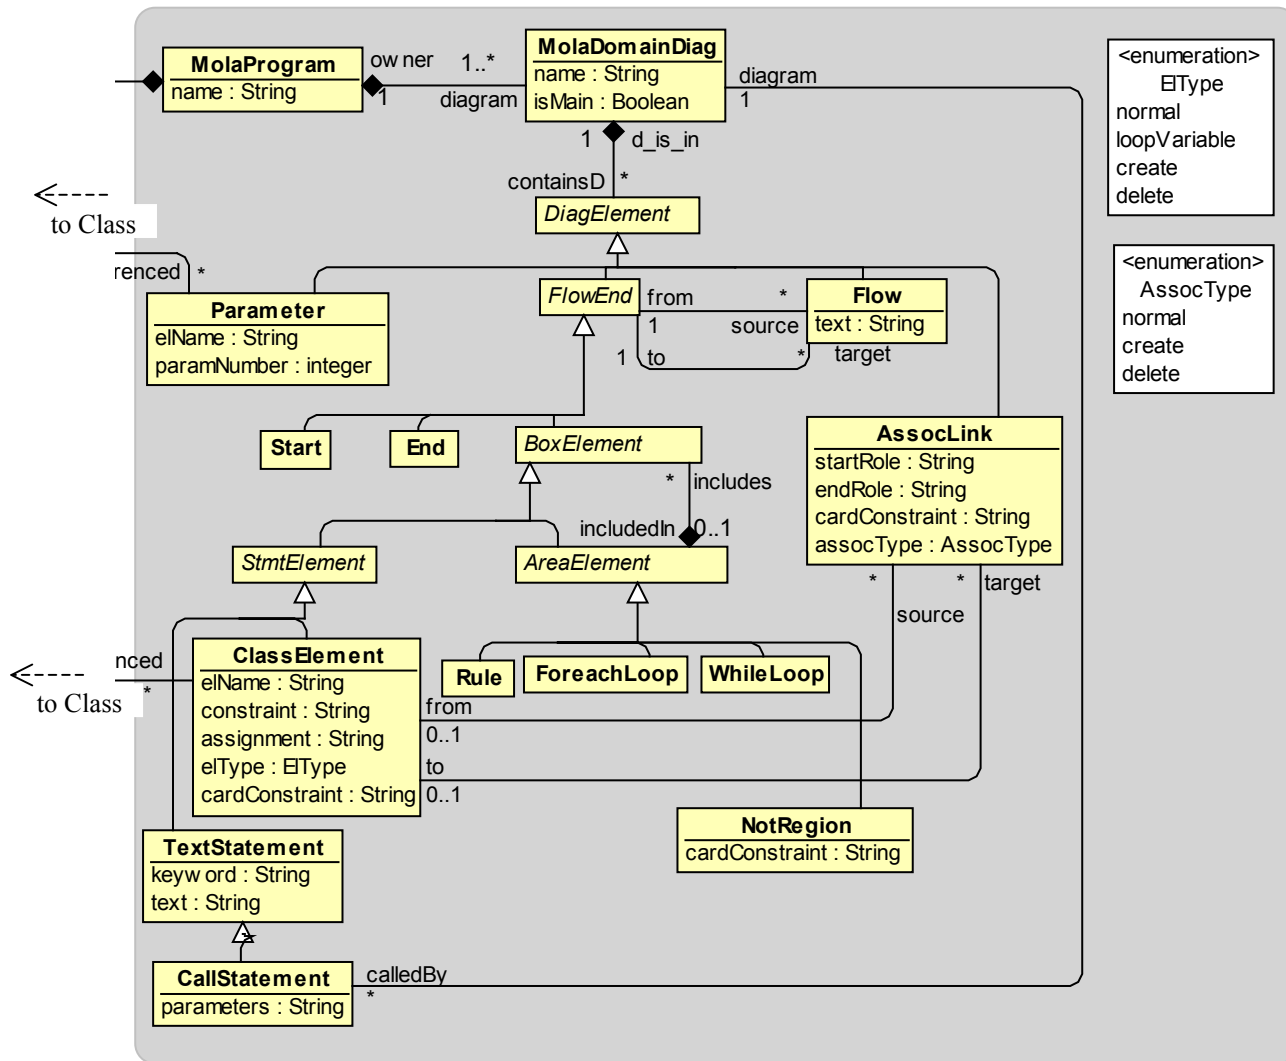 MolaProgram
name : String
owner
1
1..*
diagram
MolaDomainDiag
name : String
isMain : Boolean
diagram
1
<enumeration>
ElType
normal
loopVariable
create
delete
1
d_is_in
containsD
*
to Class
DiagElement
<enumeration>
AssocType
normal
create
delete
renced
*
Parameter
elName : String
paramNumber : integer
FlowEnd
from
1
*
source
Flow
text : String
1
to
*
target
Start
End
BoxElement
*
includes
includedIn
0..1
AssocLink
startRole : String
endRole : String
cardConstraint : String
assocType : AssocType
StmtElement
AreaElement
*
source
*
target
nced
*
to Class
ClassElement
elName : String
constraint : String
assignment : String
elType : ElType
cardConstraint : String
Rule
ForeachLoop
WhileLoop
from
0..1
to
0..1
NotRegion
cardConstraint : String
TextStatement
keyword : String
text : String
CallStatement
parameters : String
calledBy
*